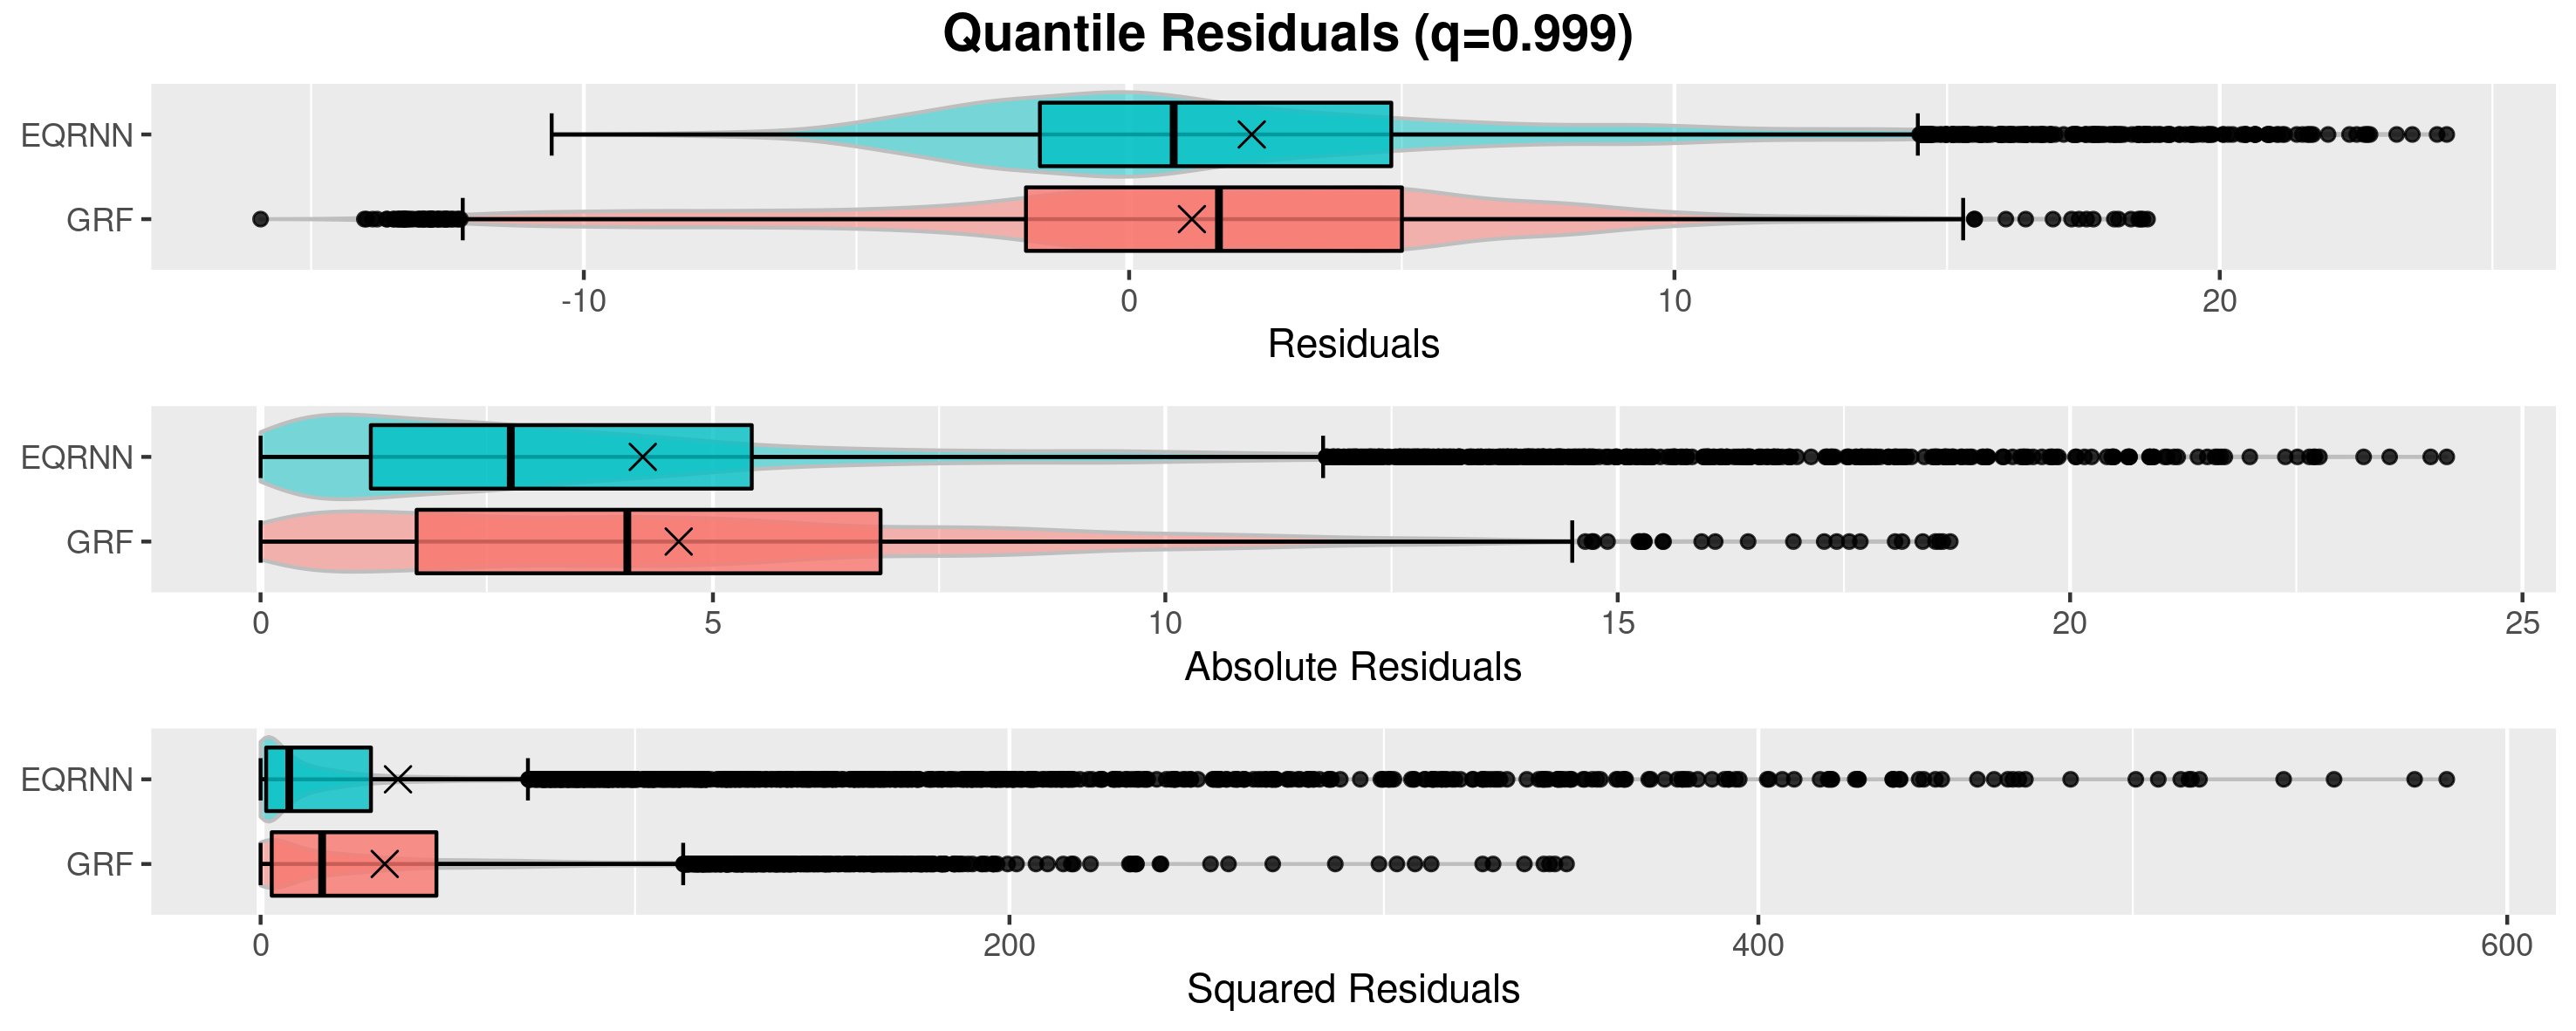 Quantile Residuals (q=0.999)
EQRNN
GRF
-10 0 10 20
Residuals
EQRNN
GRF
0 5 10 15 20 25
Absolute Residuals
EQRNN
GRF
0 200 400 600
Squared Residuals